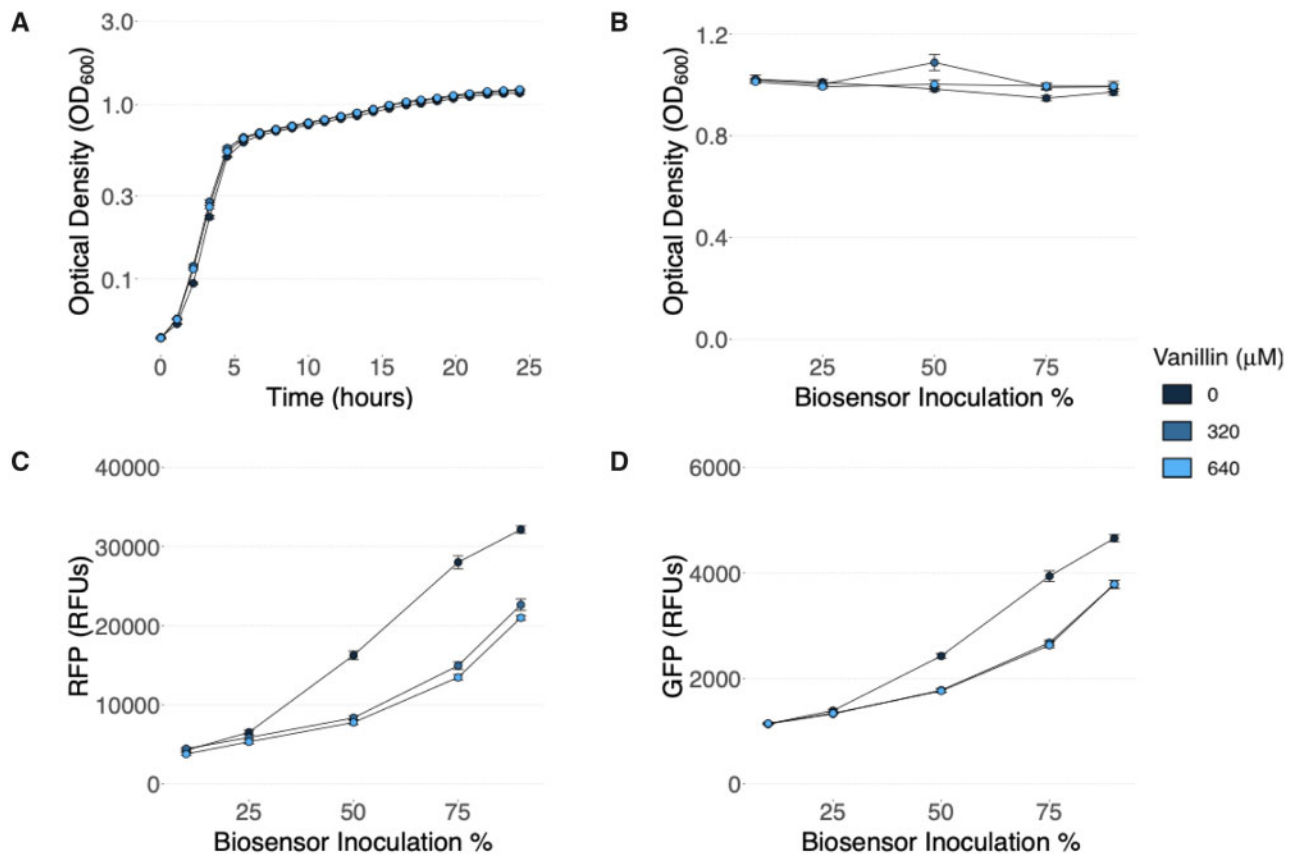 A
3.0
1.0
0.3
0.1
Optical Density (OD600)
0 5 10 15 20 25
Time (hours)
B
1.2
0.8
0.4
0.0
Optical Density (OD600)
25 50 75
Biosensor Inoculation %
Vanillin (μM)
0
320
640
C
40000
30000
20000
10000
0
RFP (RFUs)
25 50 75
Biosensor Inoculation %
D
6000
4000
2000
0
GFP (RFUs)
25 50 75
Biosensor Inoculation %